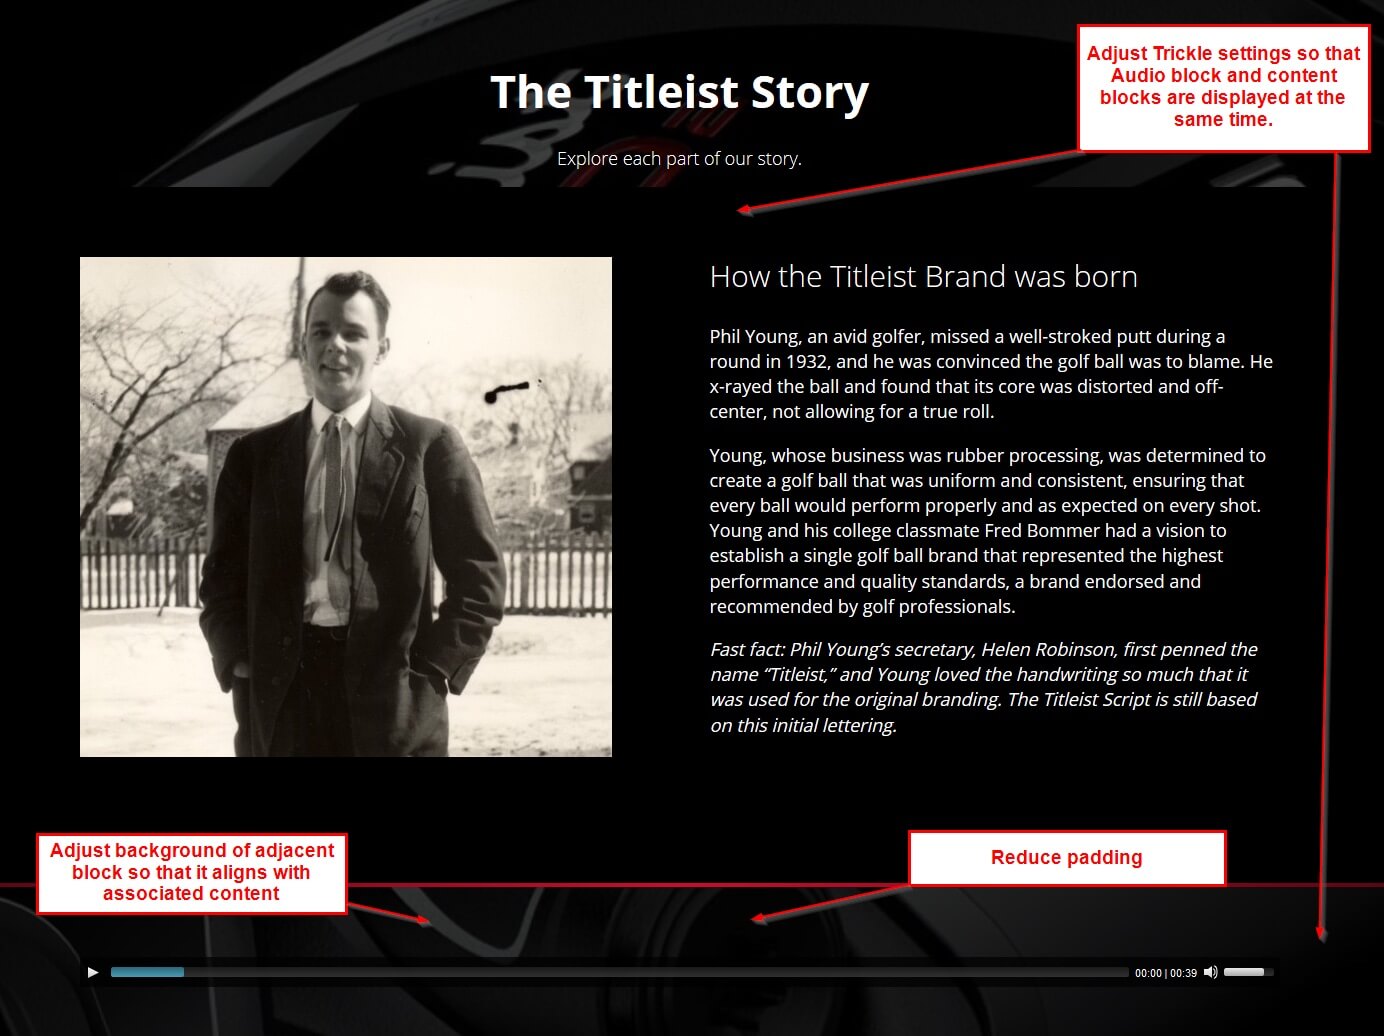 The Titleist Story
Explore each part of our story.
Adjust Trickle settings so that
Audio block and content
blocks are displayed at the
same time.
How the Titleist Brand was born
Phil Young, an avid golfer, missed a well-stroked putt during a
round in 1932, and he was convinced the golf ball was to blame. He
x-rayed the ball and found that its core was distorted and off-
center, not allowing for a true roll.
Young, whose business was rubber processing, was determined to
create a golf ball that was uniform and consistent, ensuring that
every ball would perform properly and as expected on every shot.
Young and his college classmate Fred Bommer had a vision to
establish a single golf ball brand that represented the highest
performance and quality standards, a brand endorsed and
recommended by golf professionals.
Fast fact: Phil Young’s secretary, Helen Robinson, first penned the
name “Titleist,” and Young loved the handwriting so much that it
was used for the original branding. The Titleist Script is still based
on this initial lettering.
Adjust background of adjacent
block so that it aligns with
associated content
Reduce padding
00:00 | 00:39